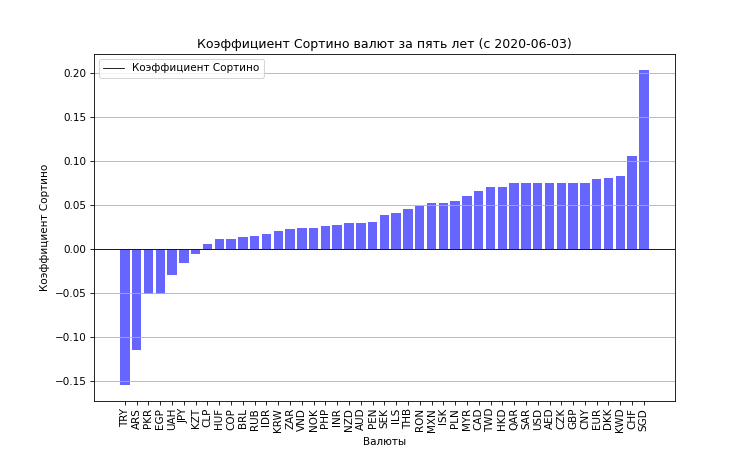 Коэффициент Сортино валют за пять лет (с 2020-06-03)
Коэффициент Сортино
0.20
0.15
0.10
0.05
0.00
−0.05
−0.10
−0.15
Коэффициент Сортино
TRY
ARS
PKR
EGP
UAH
JPY
KZT
CLP
HUF
COP
BRL
RUB
IDR
KRW
ZAR
VND
NOK
PHP
INR
NZD
AUD
PEN
SEK
ILS
THB
RON
MXN
ISK
PLN
MYR
CAD
TWD
HKD
QAR
SAR
USD
AED
CZK
GBP
CNY
EUR
DKK
KWD
CHF
SGD
Валюты